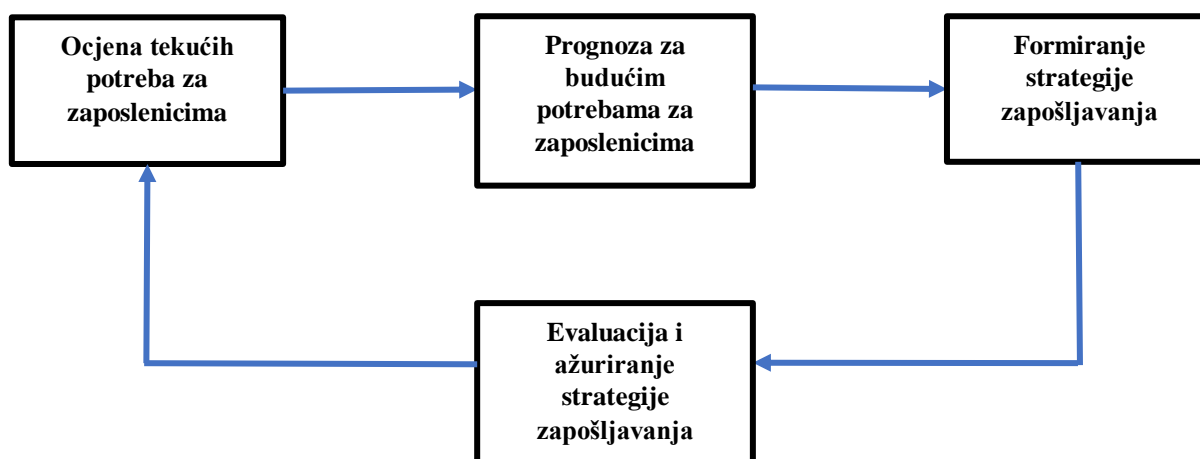 Ocjena tekućih
potreba za
zaposlenicima
Prognoza za
budućim
potrebama za
zaposlenicima
Formiranje
strategije
zapošljavanja
Evaluacija i
ažuriranje
strategije
zapošljavanja